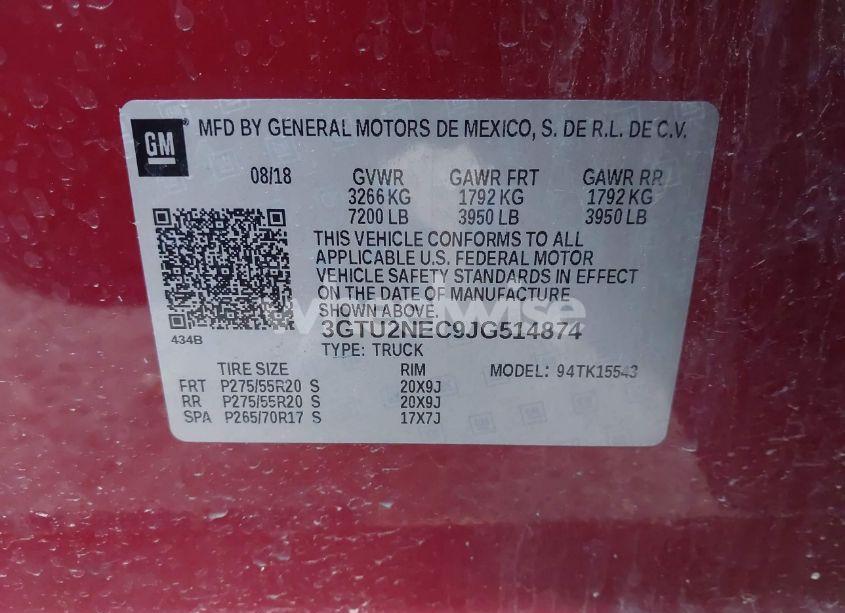 GM ® MFD BY GENERAL MOTORS DE MEXICO, S. DE R.L. DE C.V.
08/18 GVWR GAWR FRT GAWR RR
3266 KG 1792 KG 1792 KG
7200 LB 3950 LB 3950 LB
THIS VEHICLE CONFORMS TO ALL
APPLICABLE U.S. FEDERAL MOTOR
VEHICLE SAFETY STANDARDS IN EFFECT
ON THE DATE OF MANUFACTURE
SHOWN ABOVE.
3GTU2NEC9JG514874
434B
TYPE: TRUCK
TIRE SIZE RIM MODEL: 94TK15543
FRT P275/55R20 S 20X9J
RR P275/55R20 S 20X9J
SPA P265/70R17 S 17X7J